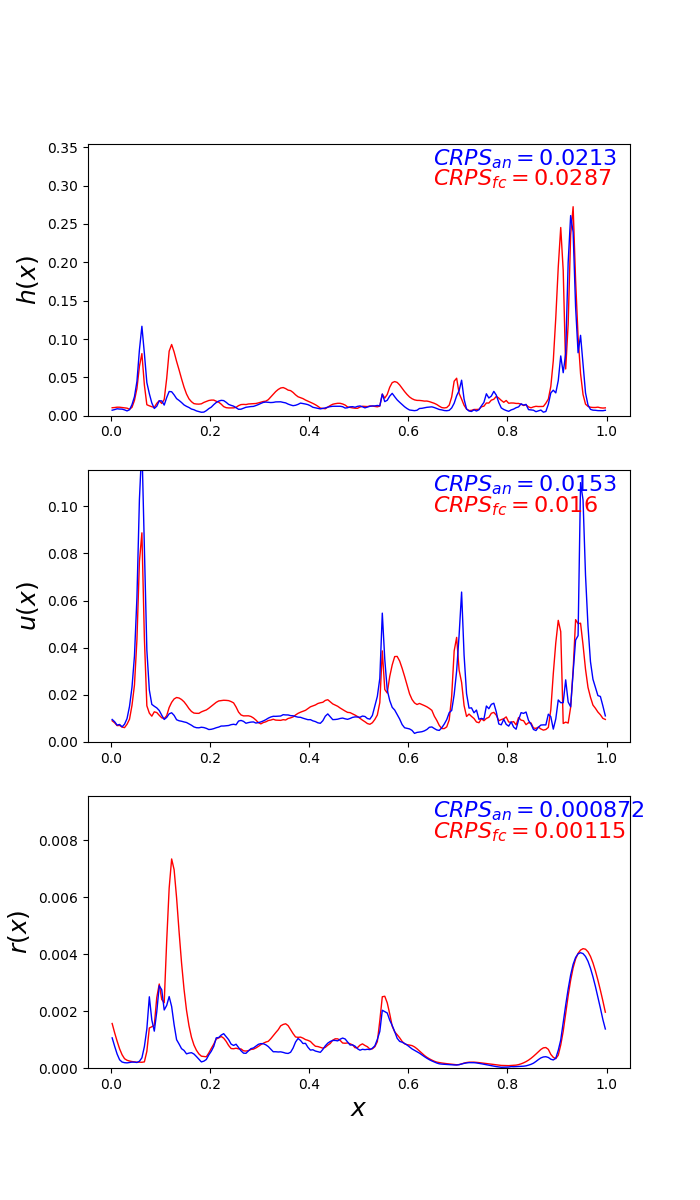 0.35
0.30
0.25
0.20
0.15
0.10
0.05
0.00
h(x)
CRPS_an = 0.0213
CRPS_fc = 0.0287
0.0 0.2 0.4 0.6 0.8 1.0
0.10
0.08
0.06
0.04
0.02
0.00
u(x)
CRPS_an = 0.0153
CRPS_fc = 0.016
0.0 0.2 0.4 0.6 0.8 1.0
0.008
0.006
0.004
0.002
0.000
r(x)
CRPS_an = 0.000872
CRPS_fc = 0.00115
0.0 0.2 0.4 0.6 0.8 1.0
x